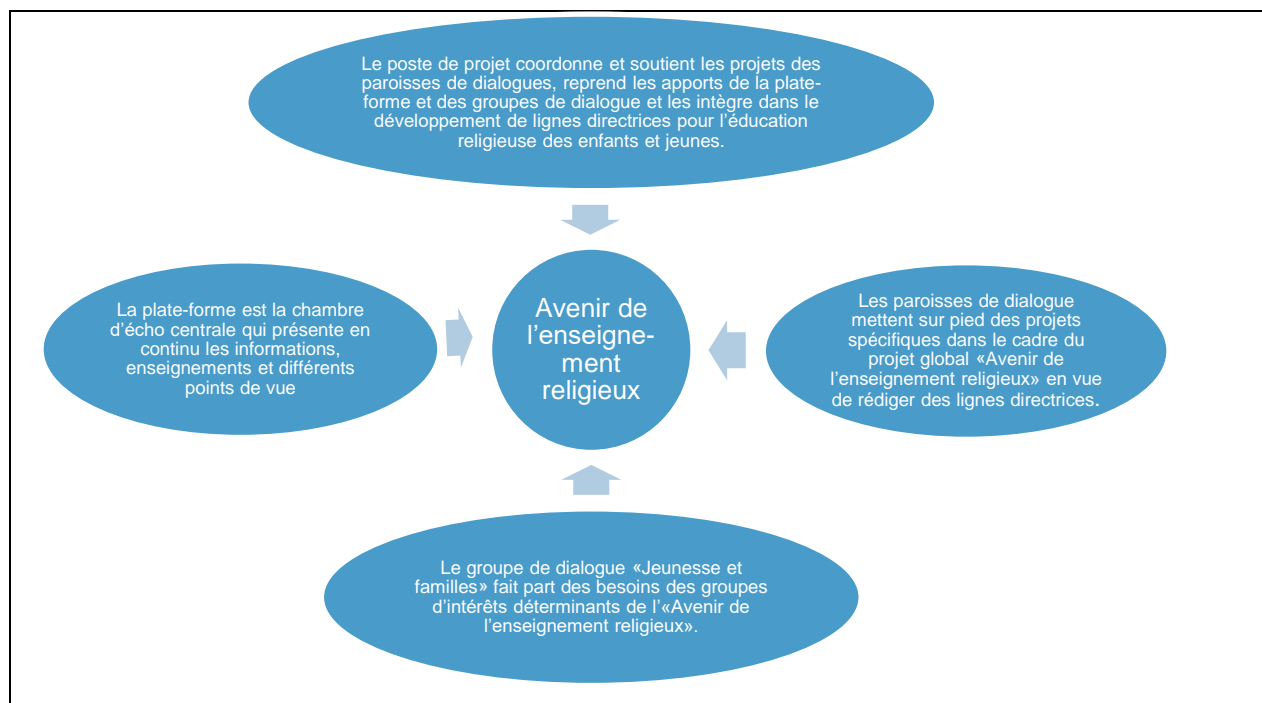 Le poste de projet coordonne et soutient les projets des
paroisses de dialogues, reprend les apports de la plate-
forme et des groupes de dialogue et les intègre dans le
développement de lignes directrices pour l’éducation
religieuse des enfants et jeunes.
La plate-forme est la chambre
d’écho centrale qui présente en
continu les informations,
enseignements et différents
points de vue
Avenir de
l’enseigne-
ment
religieux
Les paroisses de dialogue
mettent sur pied des projets
spécifiques dans le cadre du
projet global «Avenir de
l’enseignement religieux» en vue
de rédiger des lignes directrices.
Le groupe de dialogue «Jeunesse et
familles» fait part des besoins des groupes
d’intérêts déterminants de l’«Avenir de
l’enseignement religieux».